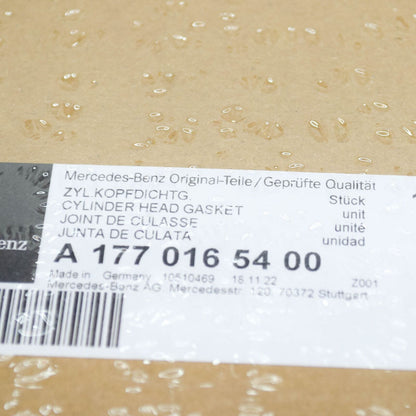 Mercedes-Benz Original-Teile/Geprüfte Qualität
ZYL.KOPFDICHTG. Stück
CYLINDER HEAD GASKET unit
JOINT DE CULASSE unité
JUNTA DE CULATA unidad
enz
A 177 016 54 00
Made in Germany 10510469 18.11.22 Z001
Mercedes-Benz AG, Mercedesstr. 120, 70372 Stuttgart